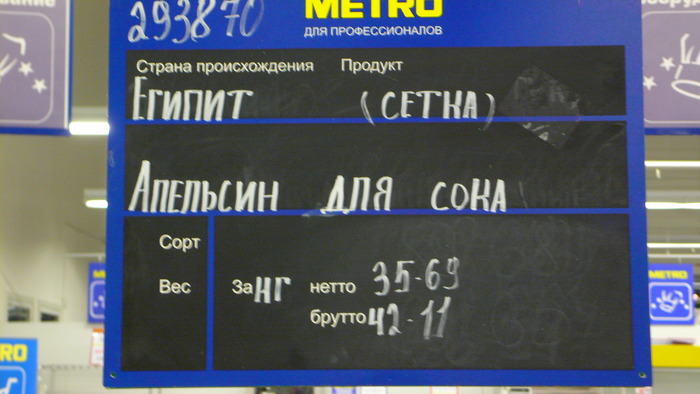 293870
METRO
ДЛЯ ПРОФЕССИОНАЛОВ
Страна происхождения Продукт
ЕГИПИТ (СЕТКА)
АПЕЛЬСИН ДЛЯ СОКА
Сорт
Вес За кг нетто 35-69
брутто 42-11
METRO